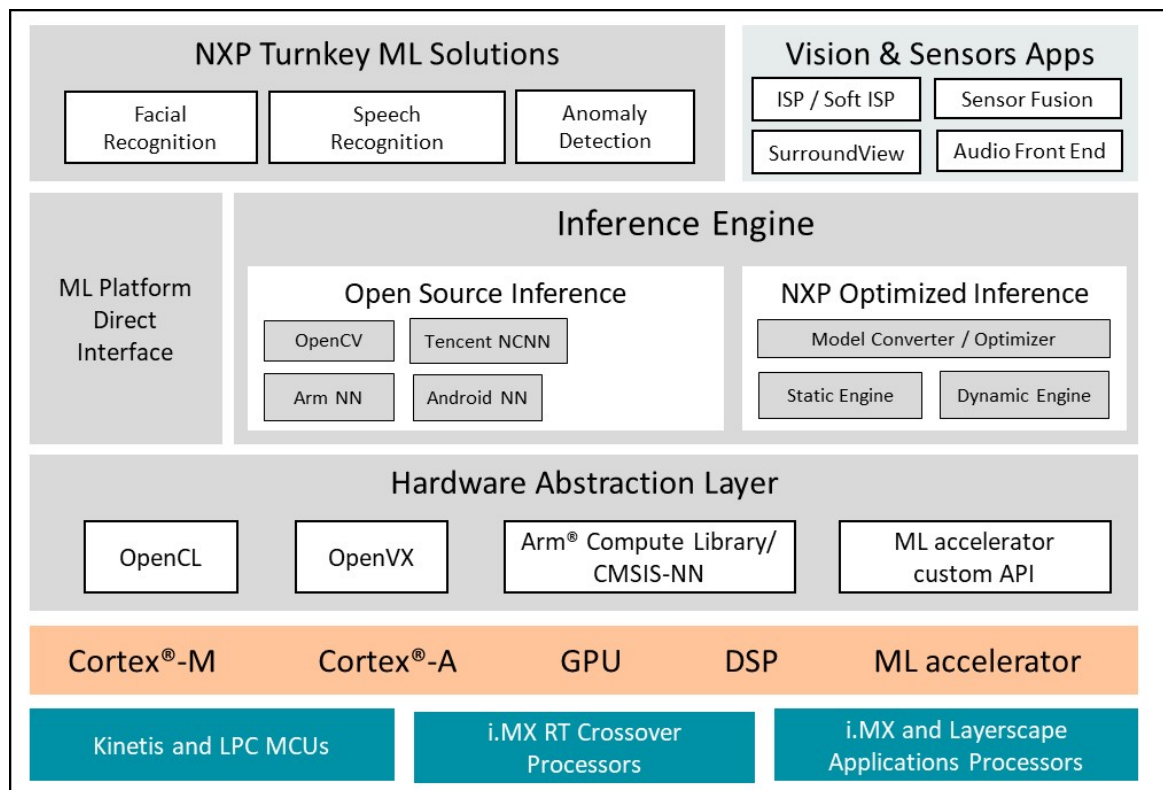 NXP Turnkey ML Solutions
Facial
Recognition
Speech
Recognition
Anomaly
Detection
Vision & Sensors Apps
ISP / Soft ISP
Sensor Fusion
SurroundView
Audio Front End
ML Platform
Direct
Interface
Inference Engine
Open Source Inference
OpenCV
Tencent NCNN
Arm NN
Android NN
NXP Optimized Inference
Model Converter / Optimizer
Static Engine
Dynamic Engine
Hardware Abstraction Layer
OpenCL
OpenVX
Arm® Compute Library/
CMSIS-NN
ML accelerator
custom API
Cortex®-M
Cortex®-A
GPU
DSP
ML accelerator
Kinetis and LPC MCUs
i.MX RT Crossover
Processors
i.MX and Layerscape
Applications Processors